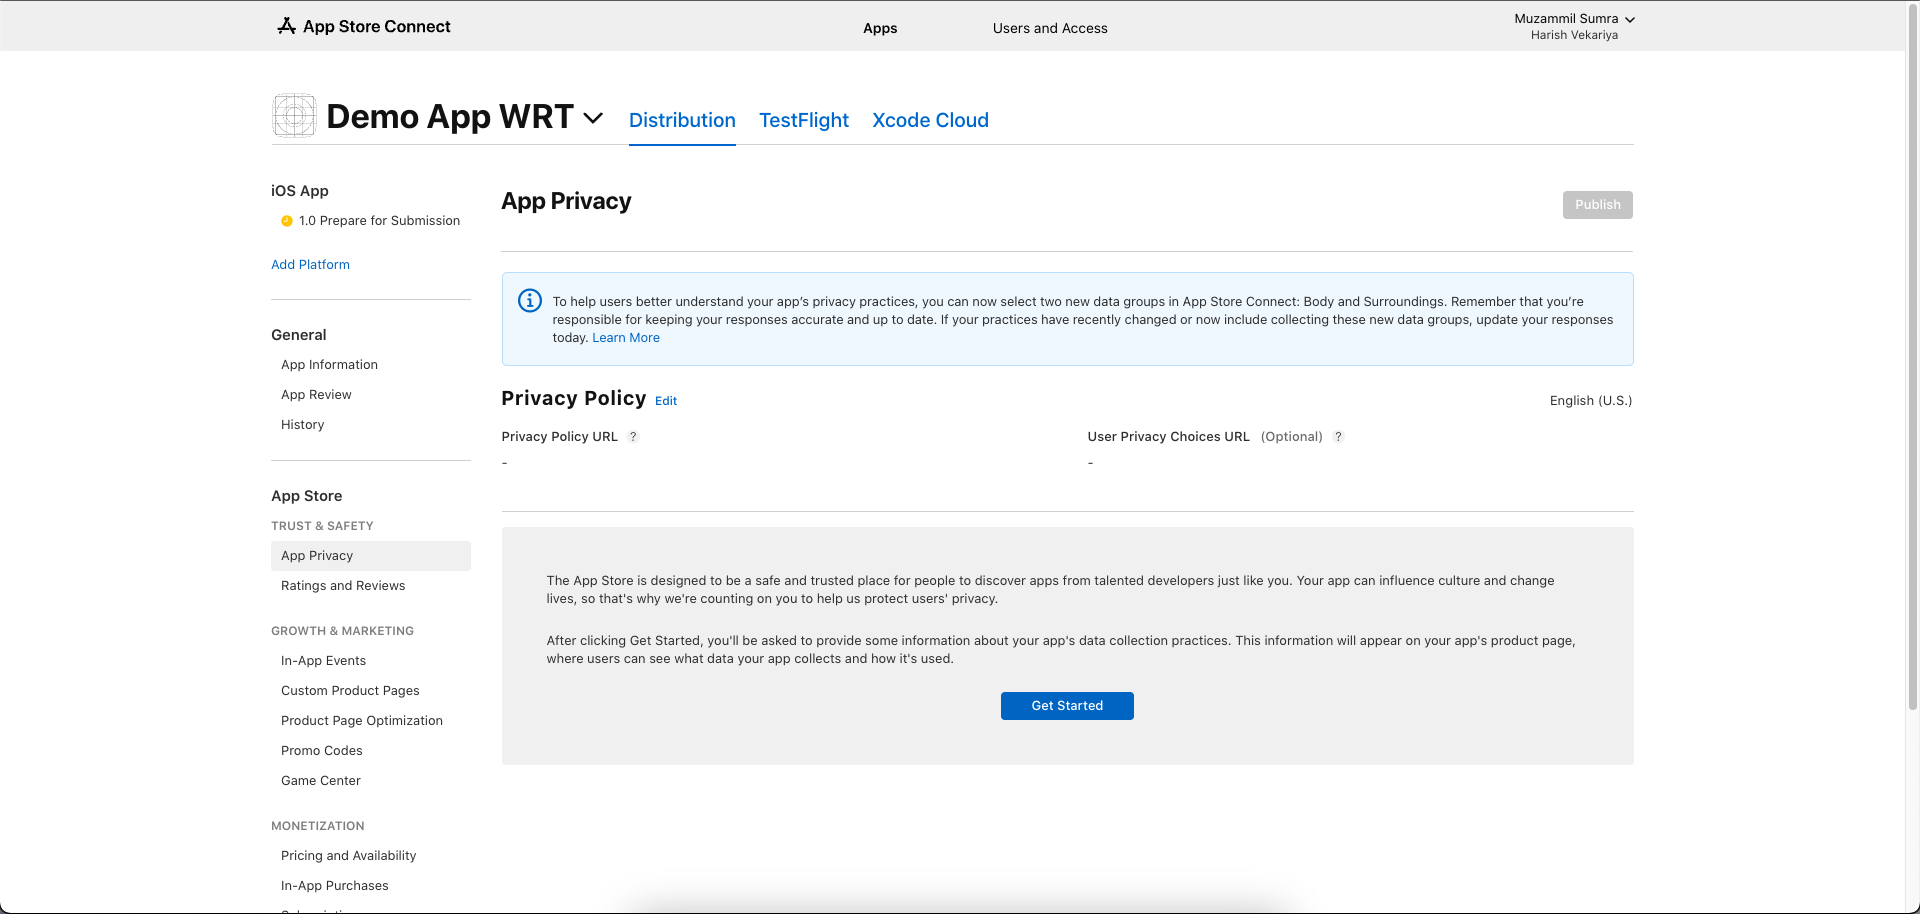 App Store Connect
Apps
Users and Access
Muzammil Sumra
Harish Vekariya
Demo App WRT
Distribution
TestFlight
Xcode Cloud
iOS App
1.0 Prepare for Submission
Add Platform
General
App Information
App Review
History
App Store
TRUST & SAFETY
App Privacy
Ratings and Reviews
GROWTH & MARKETING
In-App Events
Custom Product Pages
Product Page Optimization
Promo Codes
Game Center
MONETIZATION
Pricing and Availability
In-App Purchases
App Privacy
Publish
To help users better understand your app’s privacy practices, you can now select two new data groups in App Store Connect: Body and Surroundings. Remember that you’re
responsible for keeping your responses accurate and up to date. If your practices have recently changed or now include collecting these new data groups, update your responses
today. Learn More
Privacy Policy Edit
English (U.S.)
Privacy Policy URL ?
-
User Privacy Choices URL (Optional) ?
-
The App Store is designed to be a safe and trusted place for people to discover apps from talented developers just like you. Your app can influence culture and change
lives, so that's why we're counting on you to help us protect users' privacy.
After clicking Get Started, you'll be asked to provide some information about your app's data collection practices. This information will appear on your app's product page,
where users can see what data your app collects and how it's used.
Get Started